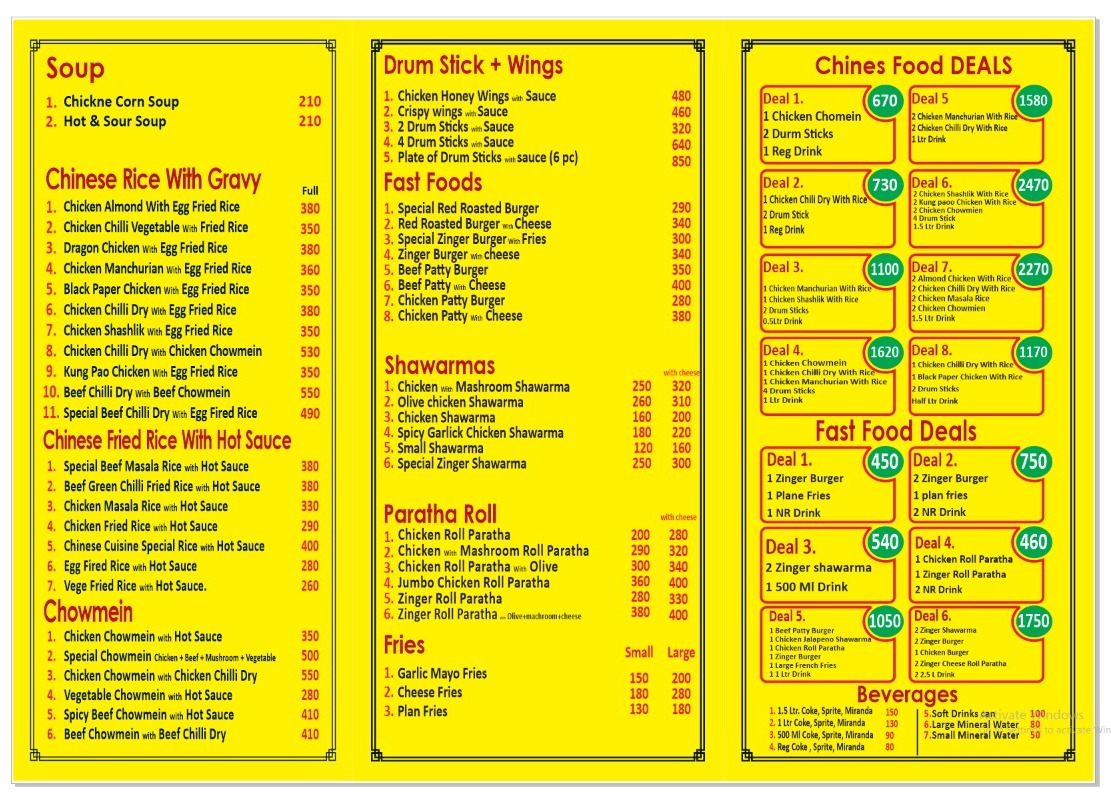 Soup
1. Chickne Corn Soup 210
2. Hot & Sour Soup 210
Chinese Rice With Gravy Full
1. Chicken Almond With Egg Fried Rice 380
2. Chicken Chilli Vegetable With Fried Rice 350
3. Dragon Chicken With Egg Fried Rice 380
4. Chicken Manchurian With Egg Fried Rice 360
5. Black Paper Chicken With Egg Fried Rice 350
6. Chicken Chilli Dry With Egg Fried Rice 380
7. Chicken Shashlik With Egg Fried Rice 350
8. Chicken Chilli Dry With Chicken Chowmein 530
9. Kung Pao Chicken With Egg Fried Rice 350
10. Beef Chilli Dry With Beef Chowmein 550
11. Special Beef Chilli Dry With Egg Fired Rice 490
Chinese Fried Rice With Hot Sauce
1. Special Beef Masala Rice with Hot Sauce 380
2. Beef Green Chilli Fried Rice with Hot Sauce 380
3. Chicken Masala Rice with Hot Sauce 330
4. Chicken Fried Rice with Hot Sauce 290
5. Chinese Cuisine Special Rice with Hot Sauce 400
6. Egg Fired Rice with Hot Sauce 280
7. Vege Fried Rice with Hot Sauce. 260
Chowmein
1. Chicken Chowmein with Hot Sauce 350
2. Special Chowmein Chicken + Beef + Mushroom + Vegetable 500
3. Chicken Chowmein with Chicken Chilli Dry 550
4. Vegetable Chowmein with Hot Sauce 280
5. Spicy Beef Chowmein with Hot Sauce 410
6. Beef Chowmein with Beef Chilli Dry 410
Drum Stick + Wings
1. Chicken Honey Wings with Sauce 480
2. Crispy wings with Sauce 460
3. 2 Drum Sticks with Sauce 320
4. 4 Drum Sticks with Sauce 640
5. Plate of Drum Sticks with sauce (6 pc) 850
Fast Foods
1. Special Red Roasted Burger 290
2. Red Roasted Burger With Cheese 340
3. Special Zinger Burger With Fries 300
4. Zinger Burger with cheese 340
5. Beef Patty Burger 350
6. Beef Patty With Cheese 400
7. Chicken Patty Burger 280
8. Chicken Patty With Cheese 380
Shawarmas with cheese
1. Chicken With Mashroom Shawarma 250 320
2. Olive chicken Shawarma 260 310
3. Chicken Shawarma 160 200
4. Spicy Garlick Chicken Shawarma 180 220
5. Small Shawarma 120 160
6. Special Zinger Shawarma 250 300
Paratha Roll with cheese
1. Chicken Roll Paratha 200 280
2. Chicken With Mashroom Roll Paratha 290 320
3. Chicken Roll Paratha With Olive 300 340
4. Jumbo Chicken Roll Paratha 360 400
5. Zinger Roll Paratha 280 330
6. Zinger Roll Paratha with Olive+machroom+cheese 380 400
Fries Small Large
1. Garlic Mayo Fries 150 200
2. Cheese Fries 180 280
3. Plan Fries 130 180
Chines Food DEALS
Deal 1. 670
1 Chicken Chomein
2 Durm Sticks
1 Reg Drink
Deal 5 1580
2 Chicken Manchurian With Rice
2 Chicken Chilli Dry With Rice
1 Ltr Drink
Deal 2. 730
1 Chicken Chili Dry With Rice
2 Drum Stick
1 Reg Drink
Deal 6. 2470
2 Chicken Shashlik With Rice
2 Kung paoo Chicken With Rice
2 Chicken Chowmien
4 Drum Stick
1.5 Ltr Drink
Deal 3. 1100
1 Chicken Manchurian With Rice
1 Chicken Shashlik With Rice
2 Drum Sticks
0.5Ltr Drink
Deal 7. 2270
2 Almond Chicken With Rice
2 Chicken Chilli Dry With Rice
2 Chicken Masala Rice
2 Chicken Chowmien
1.5 Ltr Drink
Deal 4. 1620
1 Chicken Chowmein
1 Chicken Chilli Dry With Rice
1 Chicken Manchurian With Rice
4 Drum Stick
1 Ltr Drink
Deal 8. 1170
1 Chicken Chilli Dry With Rice
1 Black Paper Chicken With Rice
2 Drum Sticks
Half Ltr Drink
Fast Food Deals
Deal 1. 450
1 Zinger Burger
1 Plane Fries
1 NR Drink
Deal 2. 750
2 Zinger Burger
1 plan fries
2 NR Drink
Deal 3. 540
2 Zinger shawarma
1 500 Ml Drink
Deal 4. 460
1 Chicken Roll Paratha
1 Zinger Roll Paratha
2 NR Drink
Deal 5. 1050
1 Beef Patty Burger
1 Chicken Jalapeno Shawarma
1 Chicken Roll Paratha
1 Zinger Burger
1 Large French Fries
1 1 Ltr Drink
Deal 6. 1750
2 Zinger Shawarma
2 Zinger Burger
1 Chicken Burger
2 Zinger Cheese Roll Paratha
2 2.5 L Drink
Beverages
1. 1.5 Ltr. Coke, Sprite, Miranda 150
2. 1 Ltr Coke, Sprite, Miranda 130
3. 500 Ml Coke, Sprite, Miranda 90
4. Reg Coke , Sprite, Miranda 80
5.Soft Drinks can 100
6.Large Mineral Water 80
7.Small Mineral Water 50
Activate Windows
to activate Win